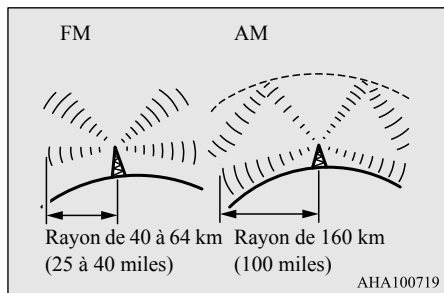 FM
AM
Rayon de 40 à 64 km
(25 à 40 miles)
Rayon de 160 km
(100 miles)
AHA100719